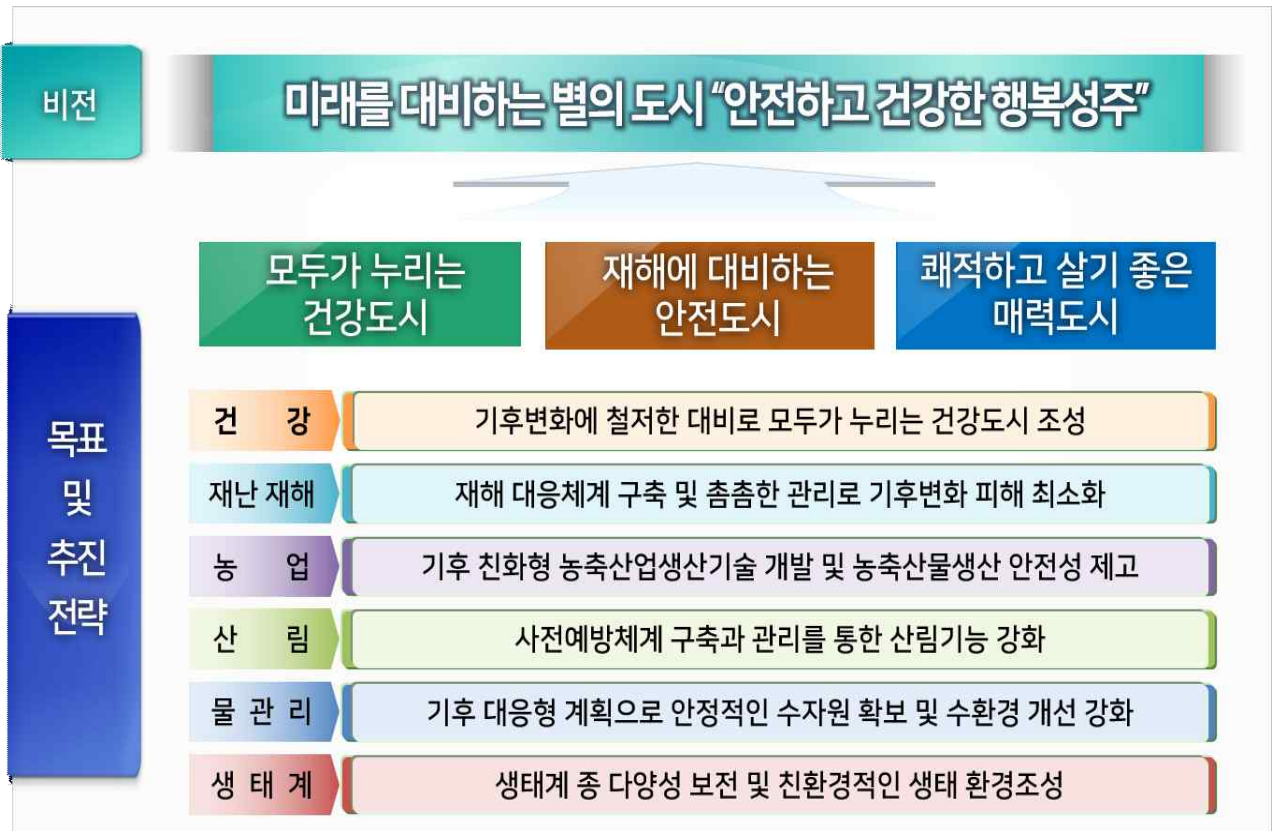 비전
미래를 대비하는 별의 도시 “안전하고 건강한 행복성주”
모두가 누리는
건강도시
재해에 대비하는
안전도시
쾌적하고 살기 좋은
매력도시
목표
및
추진
전략
건 강
기후변화에 철저한 대비로 모두가 누리는 건강도시 조성
재난 재해
재해 대응체계 구축 및 촘촘한 관리로 기후변화 피해 최소화
농 업
기후 친화형 농축산업생산기술 개발 및 농축산물생산 안전성 제고
산 림
사전예방체계 구축과 관리를 통한 산림기능 강화
물 관 리
기후 대응형 계획으로 안정적인 수자원 확보 및 수환경 개선 강화
생 태 계
생태계 종 다양성 보전 및 친환경적인 생태 환경조성